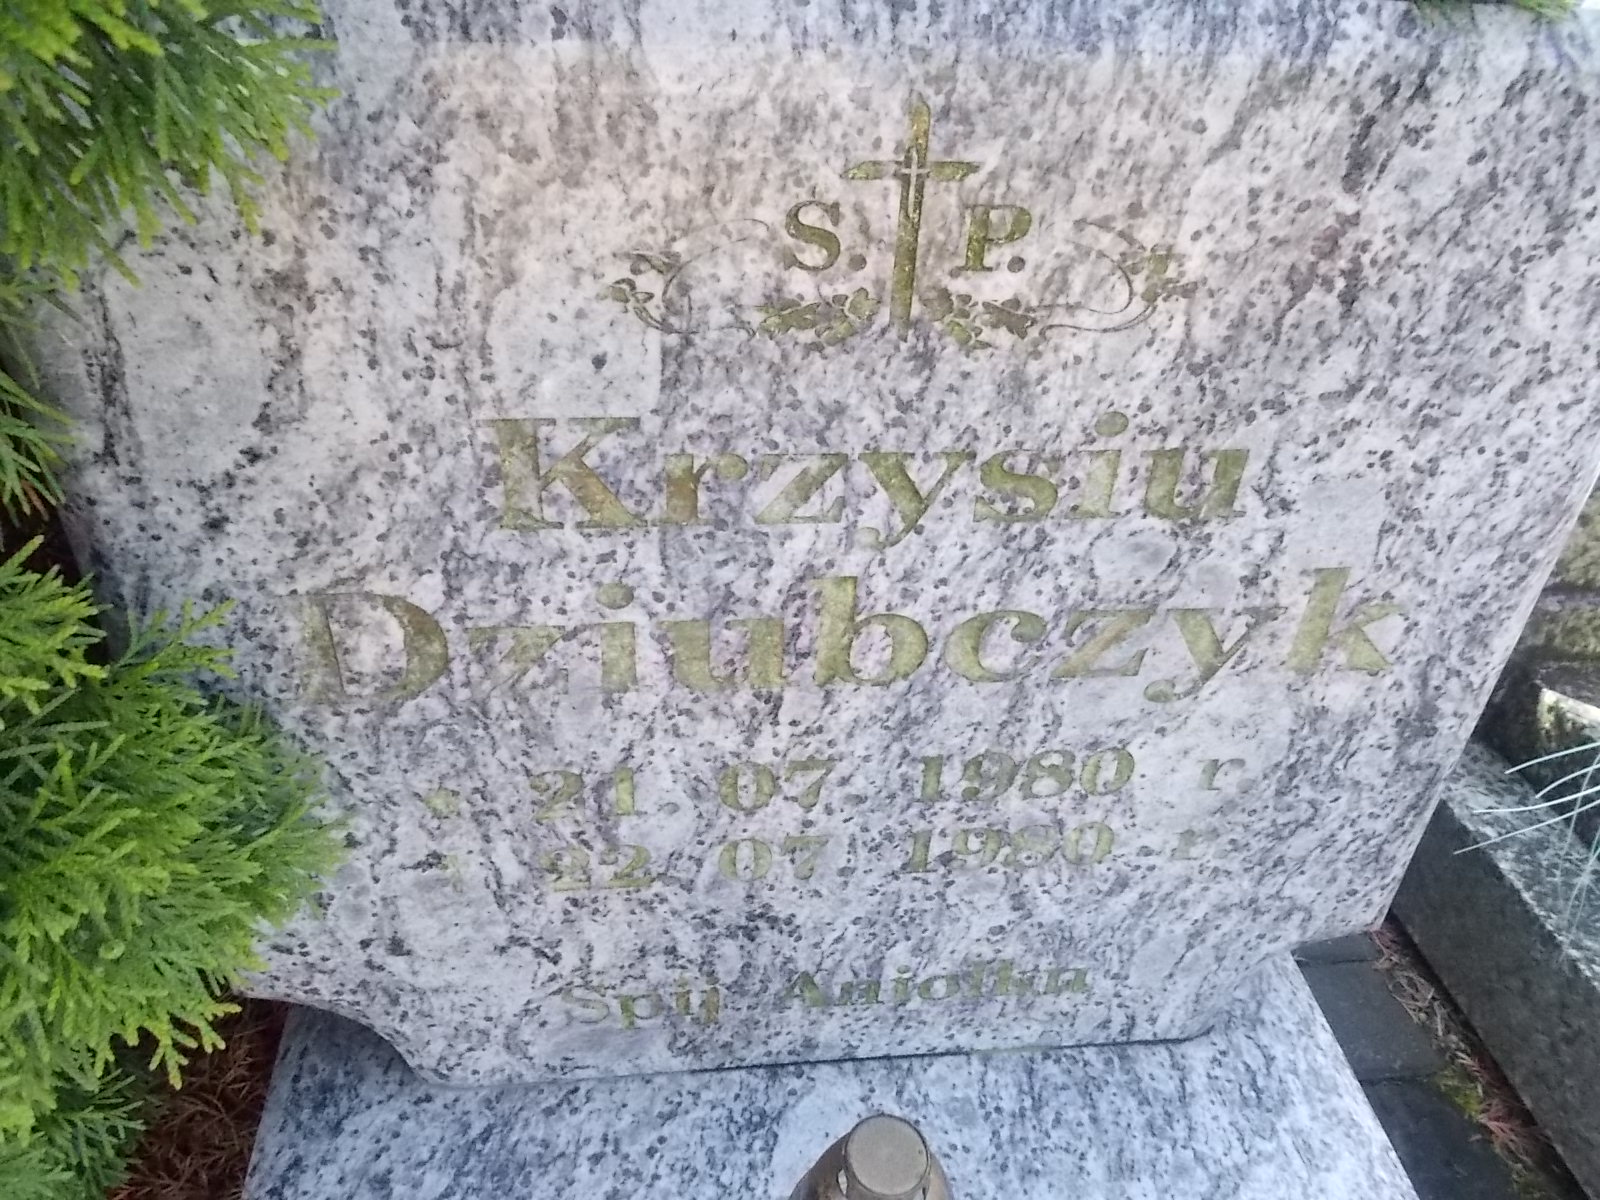 S. P.
Krzysiu
Dziubczyk
* 21. 07. 1980 r.
+ 22. 07. 1980 r.
Śpij Aniołku